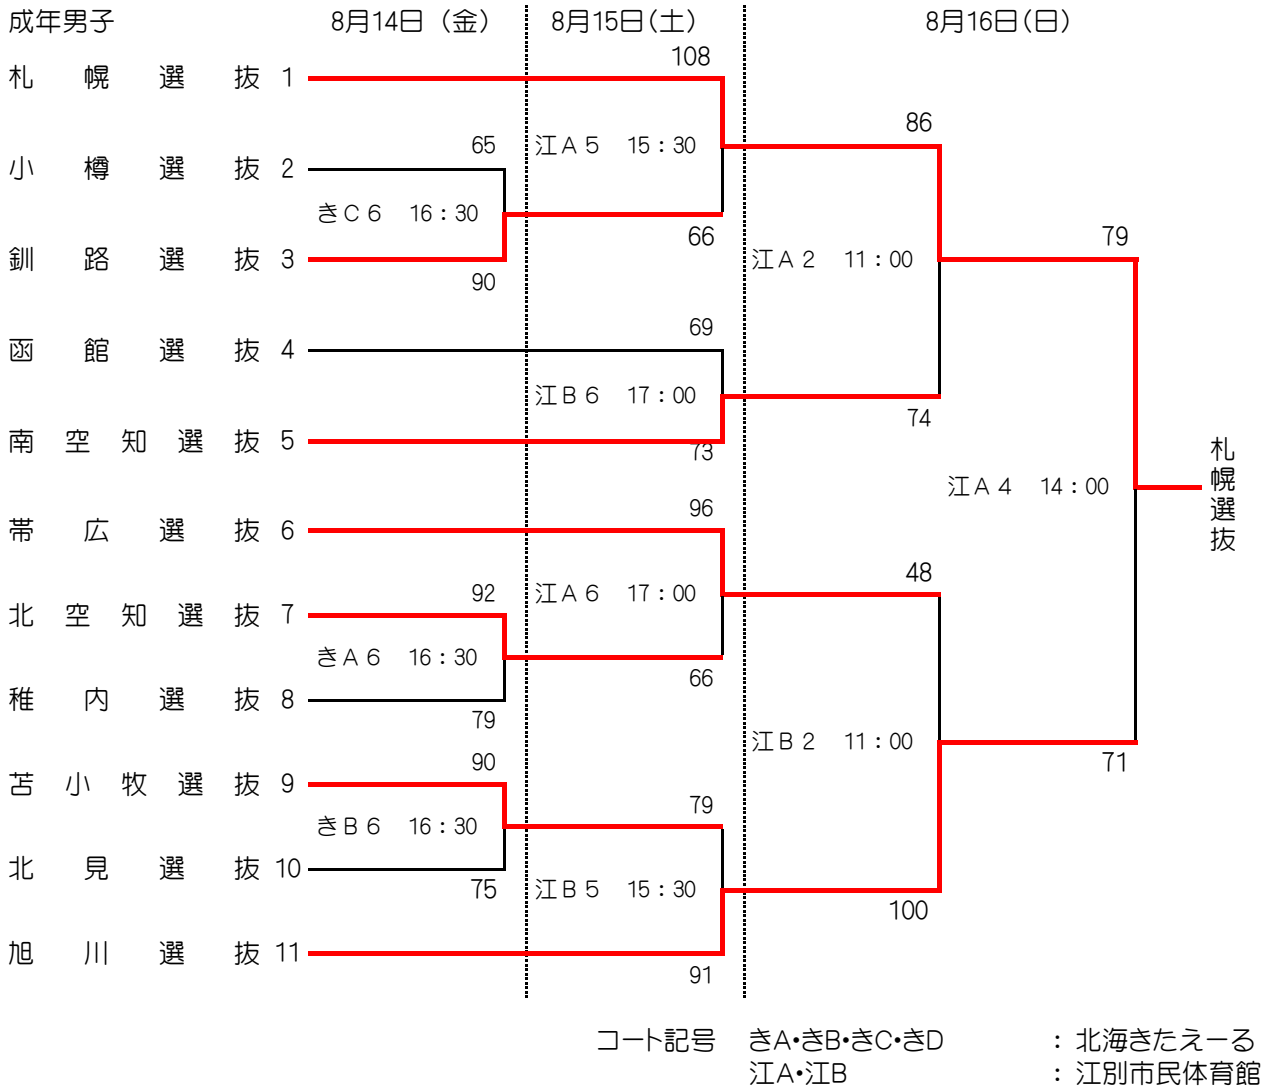 成年男子 8月14日（金） 8月15日（土） 8月16日（日）
108
札幌選抜 1
86
65 江A5 15：30
小樽選抜 2
きC6 16：30
66 79
釧路選抜 3 江A2 11：00
90
69
函館選抜 4
江B6 17：00
74
南空知選抜 5
73
札幌選抜
江A4 14：00
96
帯広選抜 6
48
92 江A6 17：00
北空知選抜 7
きA6 16：30
66
稚内選抜 8
79
江B2 11：00
90 71
苫小牧選抜 9
79
きB6 16：30
北見選抜 10
75 江B5 15：30
100
旭川選抜 11
91
コート記号 きA・きB・きC・きD ：北海きたえーる
江A・江B ：江別市民体育館